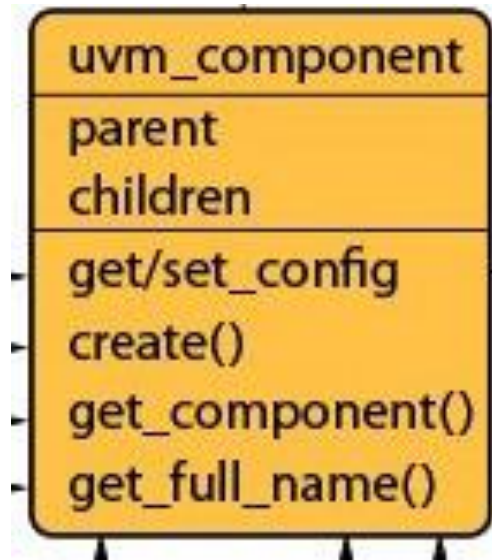 uvm_component
parent
children
get/set_config
create()
get_component()
get_full_name()